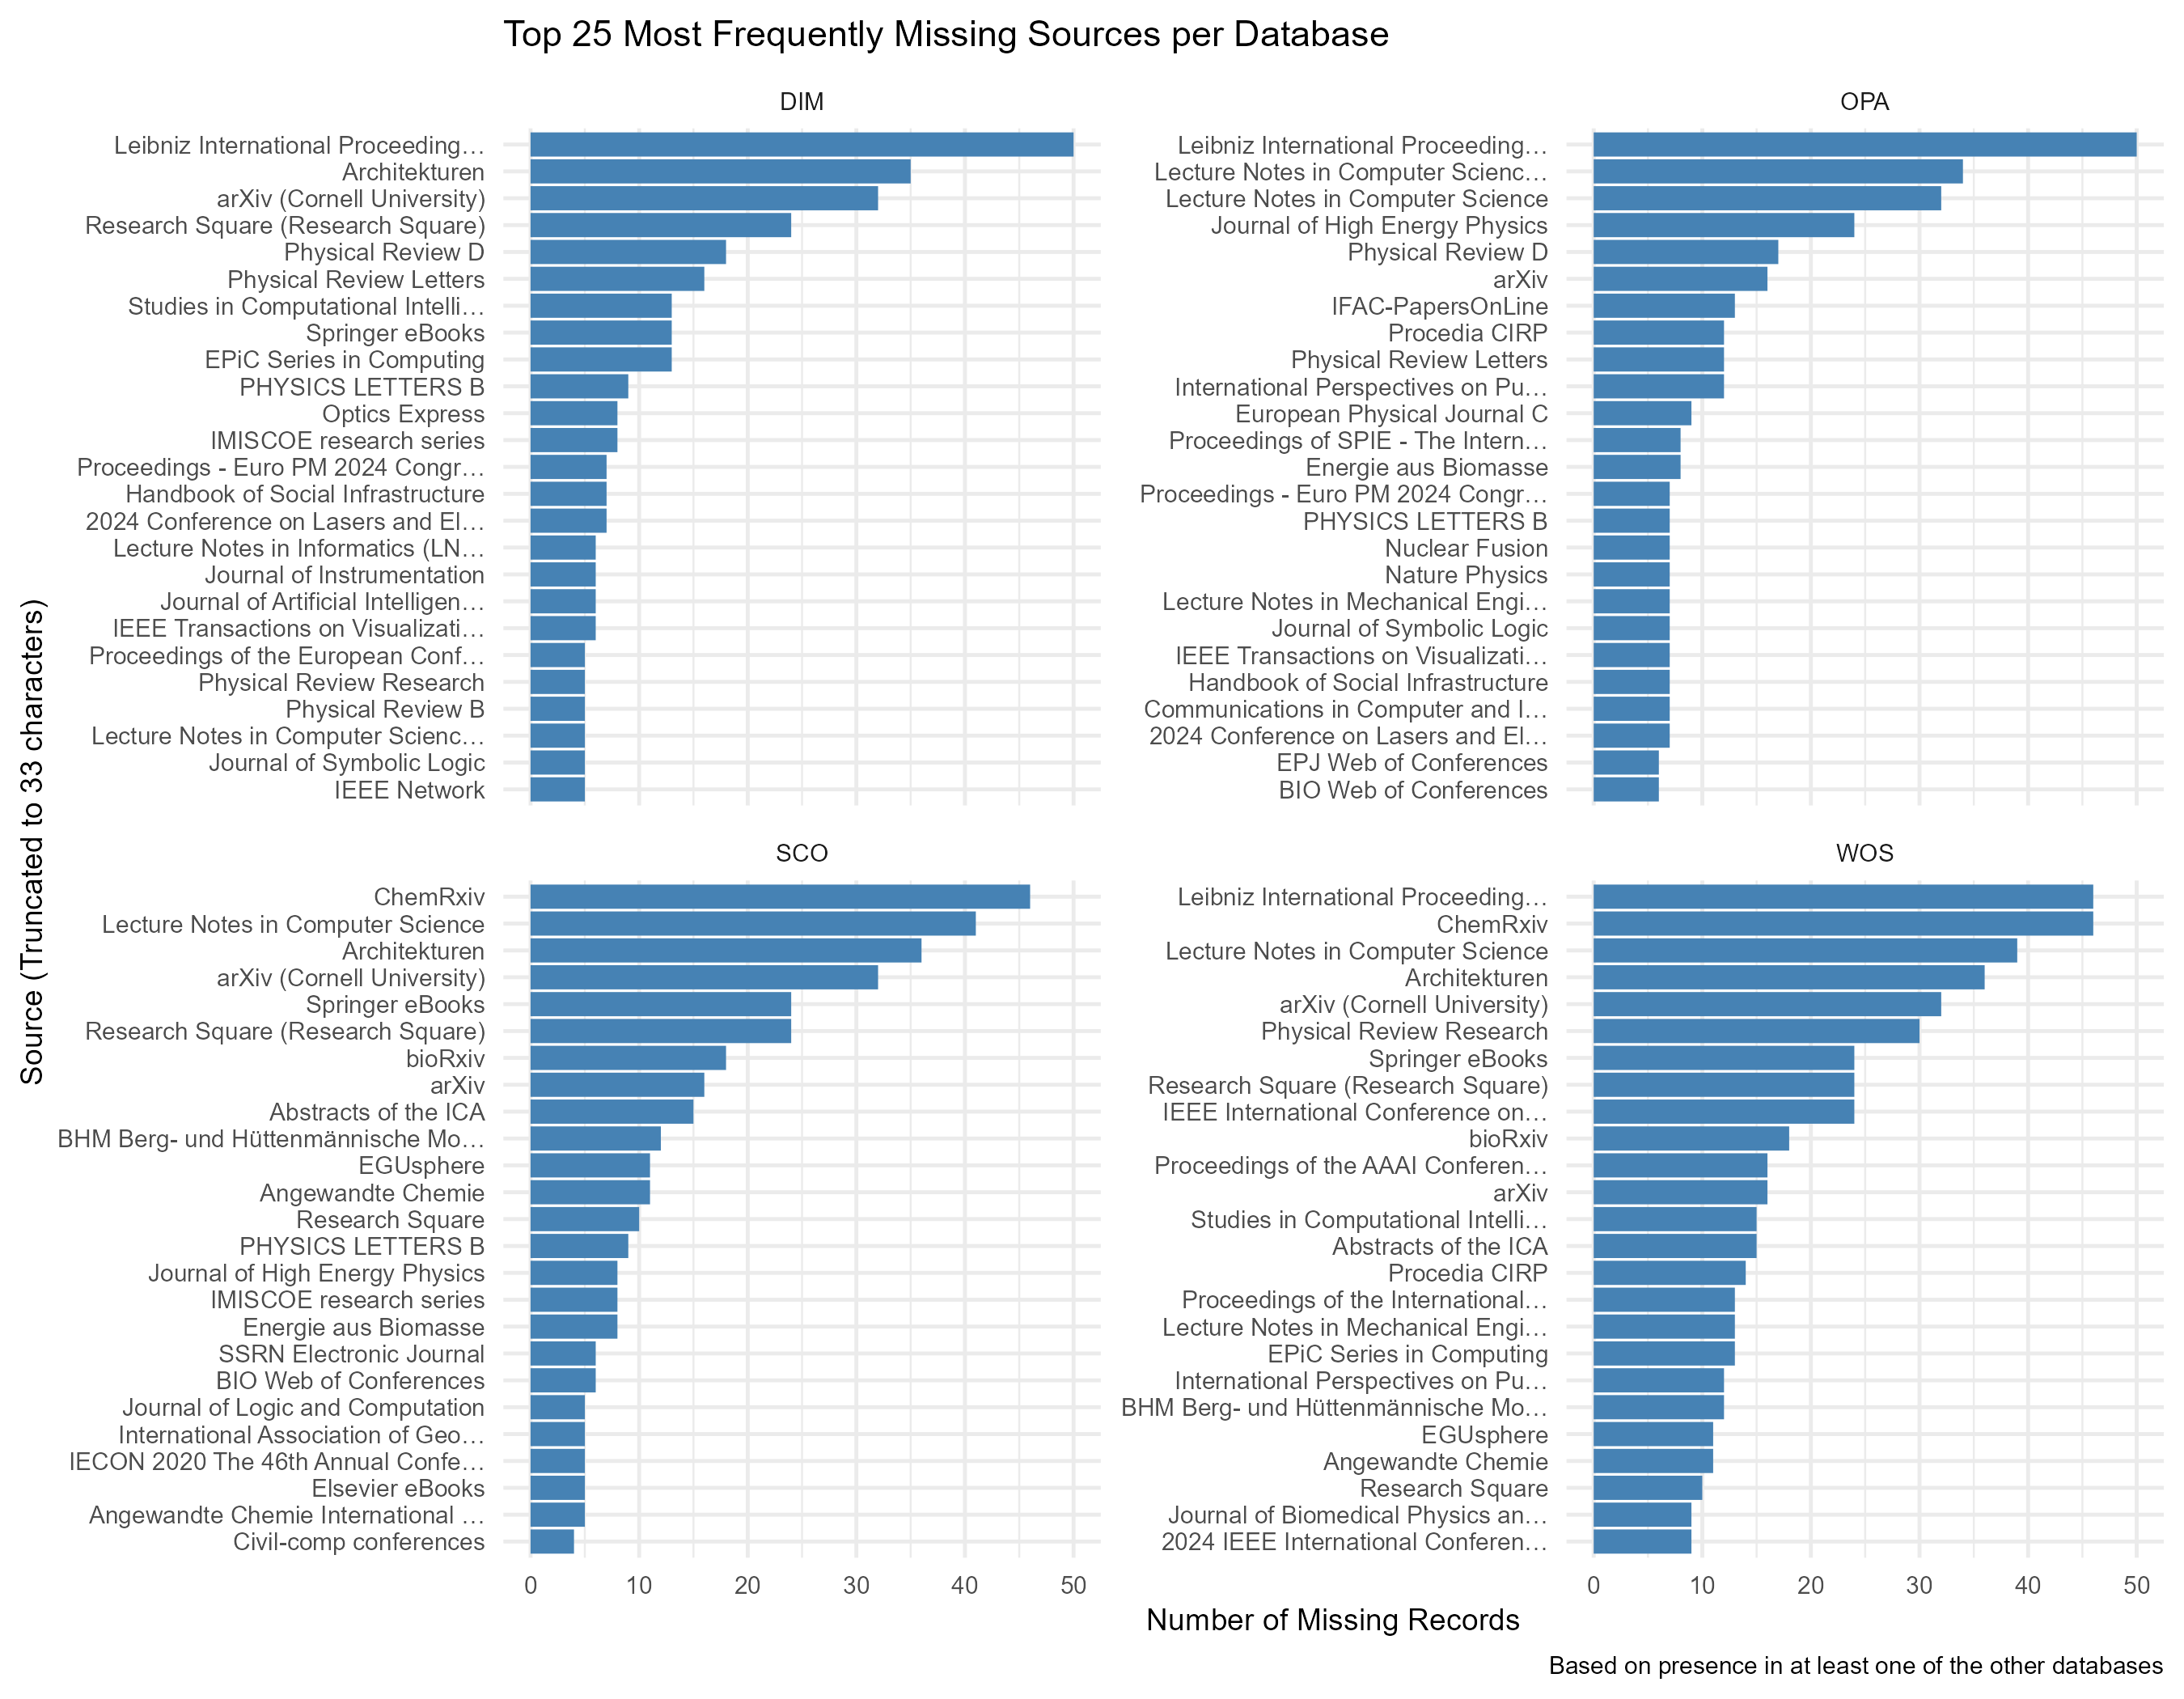 Top 25 Most Frequently Missing Sources per Database
Source (Truncated to 33 characters)
DIM
Leibniz International Proceeding…
Architekturen
arXiv (Cornell University)
Research Square (Research Square)
Physical Review D
Physical Review Letters
Studies in Computational Intelli…
Springer eBooks
EPiC Series in Computing
PHYSICS LETTERS B
Optics Express
IMISCOE research series
Proceedings - Euro PM 2024 Congr…
Handbook of Social Infrastructure
2024 Conference on Lasers and El…
Lecture Notes in Informatics (LN…
Journal of Instrumentation
Journal of Artificial Intelligen…
IEEE Transactions on Visualizati…
Proceedings of the European Conf…
Physical Review Research
Physical Review B
Lecture Notes in Computer Scienc…
Journal of Symbolic Logic
IEEE Network
OPA
Leibniz International Proceeding…
Lecture Notes in Computer Scienc…
Lecture Notes in Computer Science
Journal of High Energy Physics
Physical Review D
arXiv
IFAC-PapersOnLine
Procedia CIRP
Physical Review Letters
International Perspectives on Pu…
European Physical Journal C
Proceedings of SPIE - The Intern…
Energie aus Biomasse
Proceedings - Euro PM 2024 Congr…
PHYSICS LETTERS B
Nuclear Fusion
Nature Physics
Lecture Notes in Mechanical Engi…
Journal of Symbolic Logic
IEEE Transactions on Visualizati…
Handbook of Social Infrastructure
Communications in Computer and I…
2024 Conference on Lasers and El…
EPJ Web of Conferences
BIO Web of Conferences
SCO
ChemRxiv
Lecture Notes in Computer Science
Architekturen
arXiv (Cornell University)
Springer eBooks
Research Square (Research Square)
bioRxiv
arXiv
Abstracts of the ICA
BHM Berg- und Hüttenmännische Mo…
EGUsphere
Angewandte Chemie
Research Square
PHYSICS LETTERS B
Journal of High Energy Physics
IMISCOE research series
Energie aus Biomasse
SSRN Electronic Journal
BIO Web of Conferences
Journal of Logic and Computation
International Association of Geo…
IECON 2020 The 46th Annual Confe…
Elsevier eBooks
Angewandte Chemie International …
Civil-comp conferences
0 10 20 30 40 50
WOS
Leibniz International Proceeding…
ChemRxiv
Lecture Notes in Computer Science
Architekturen
arXiv (Cornell University)
Physical Review Research
Springer eBooks
Research Square (Research Square)
IEEE International Conference on…
bioRxiv
Proceedings of the AAAI Conferen…
arXiv
Studies in Computational Intelli…
Abstracts of the ICA
Procedia CIRP
Proceedings of the International…
Lecture Notes in Mechanical Engi…
EPiC Series in Computing
International Perspectives on Pu…
BHM Berg- und Hüttenmännische Mo…
EGUsphere
Angewandte Chemie
Research Square
Journal of Biomedical Physics an…
2024 IEEE International Conferen…
0 10 20 30 40 50
Number of Missing Records
Based on presence in at least one of the other databases